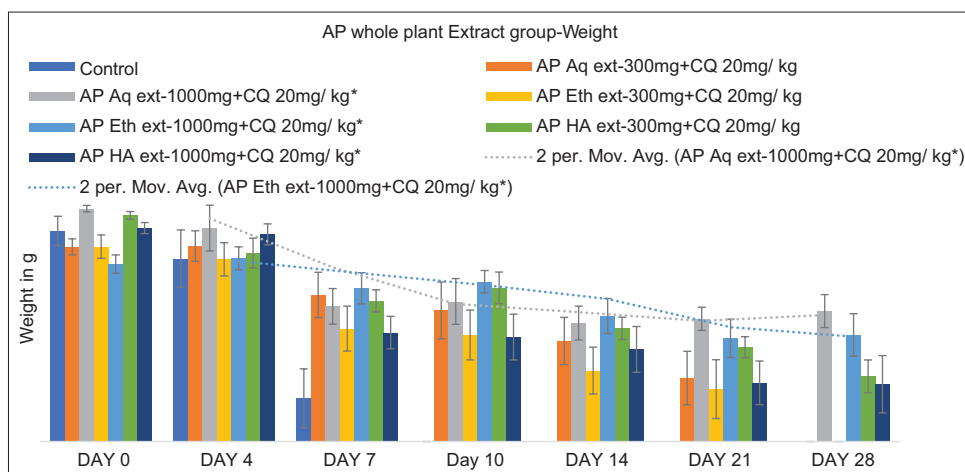 AP whole plant Extract group-Weight
Control
AP Aq ext-300mg+CQ 20mg/ kg
AP Aq ext-1000mg+CQ 20mg/ kg*
AP Eth ext-300mg+CQ 20mg/ kg
AP Eth ext-1000mg+CQ 20mg/ kg*
AP HA ext-300mg+CQ 20mg/ kg
AP HA ext-1000mg+CQ 20mg/ kg*
2 per. Mov. Avg. (AP Aq ext-1000mg+CQ 20mg/ kg*)
2 per. Mov. Avg. (AP Eth ext-1000mg+CQ 20mg/ kg*)
Weight in g
DAY 0 DAY 4 DAY 7 Day 10 DAY 14 DAY 21 DAY 28